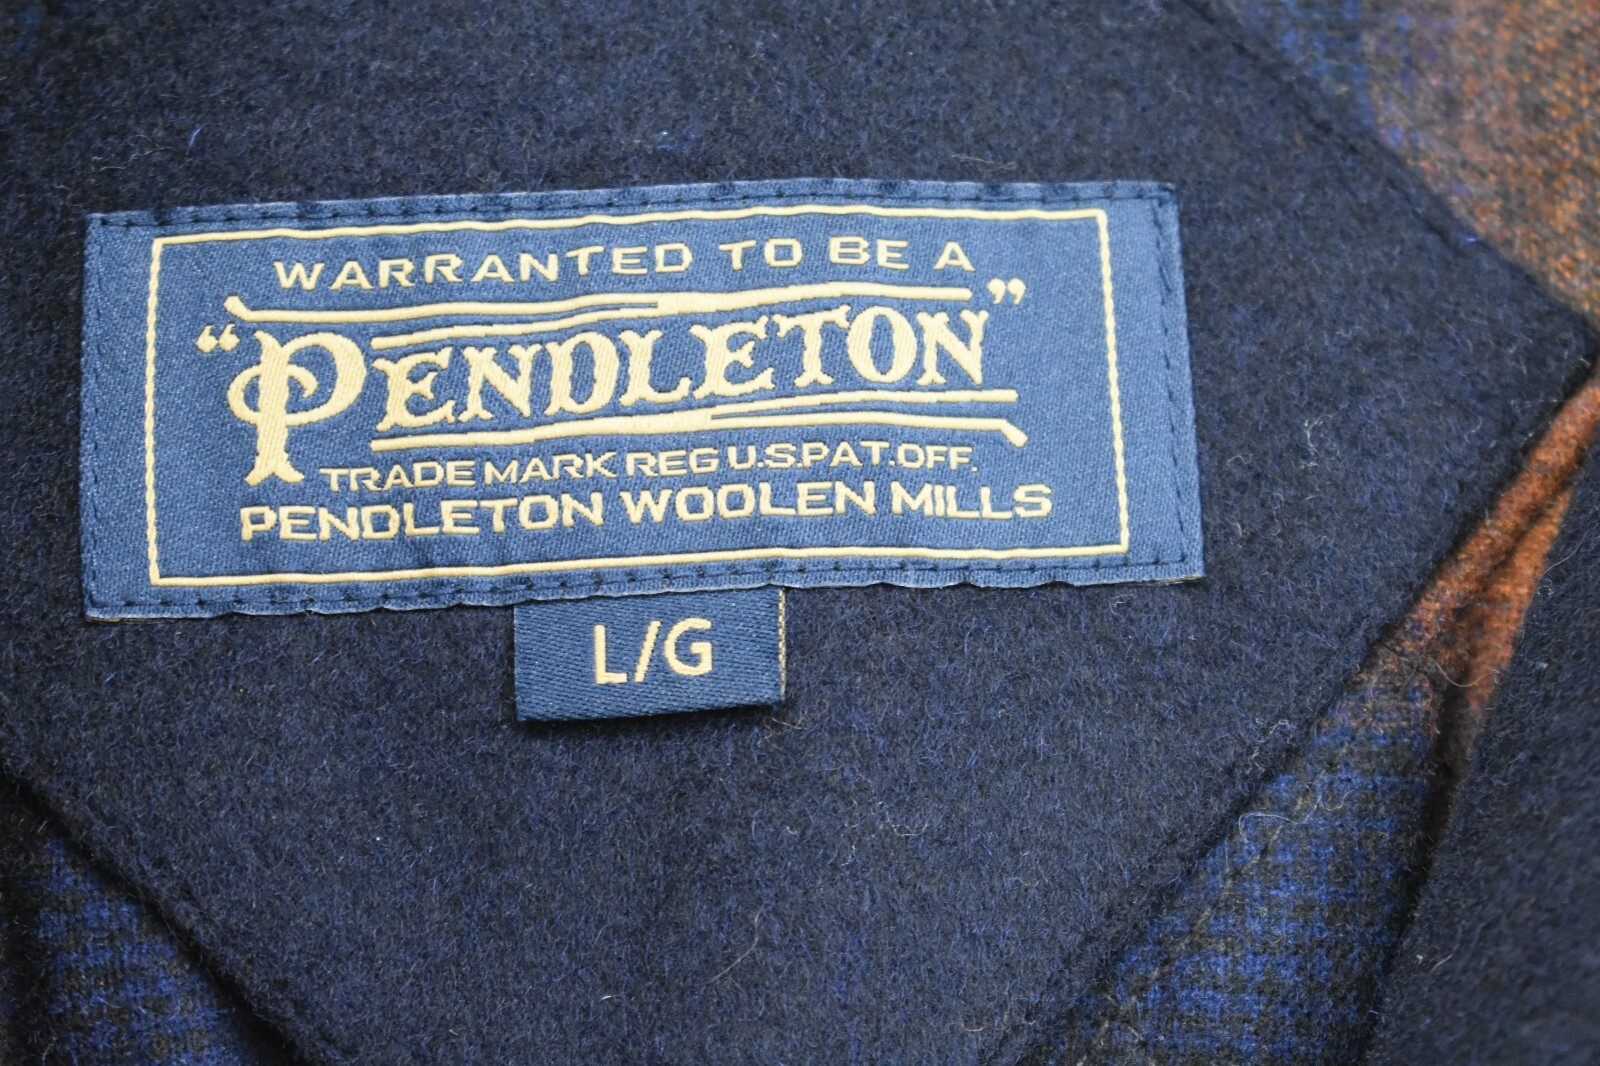 WARRANTED TO BE A
“PENDLETON”
TRADE MARK REG U.S.PAT.OFF.
PENDLETON WOOLEN MILLS
L/G